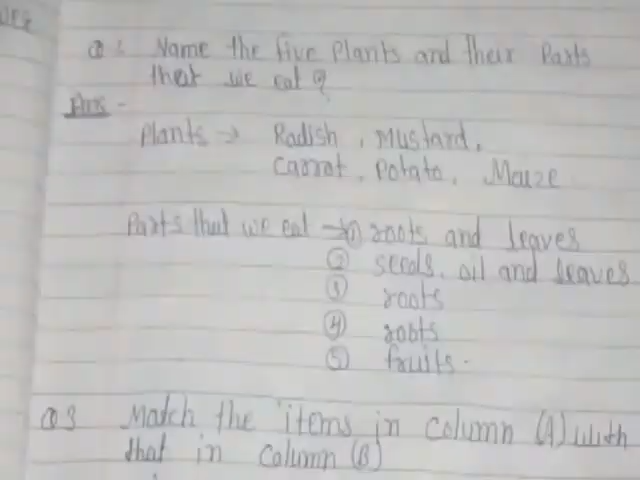 Q: Name the five plants and their parts
that we eat?
Ans -
Plants → Radish, Mustard,
Carrot, Potato, Maize
Parts that we eat → ① roots and leaves
② seeds, oil and leaves
③ roots
④ roots
⑤ fruits.
Q3 Match the items in column (A) with
that in column (B)